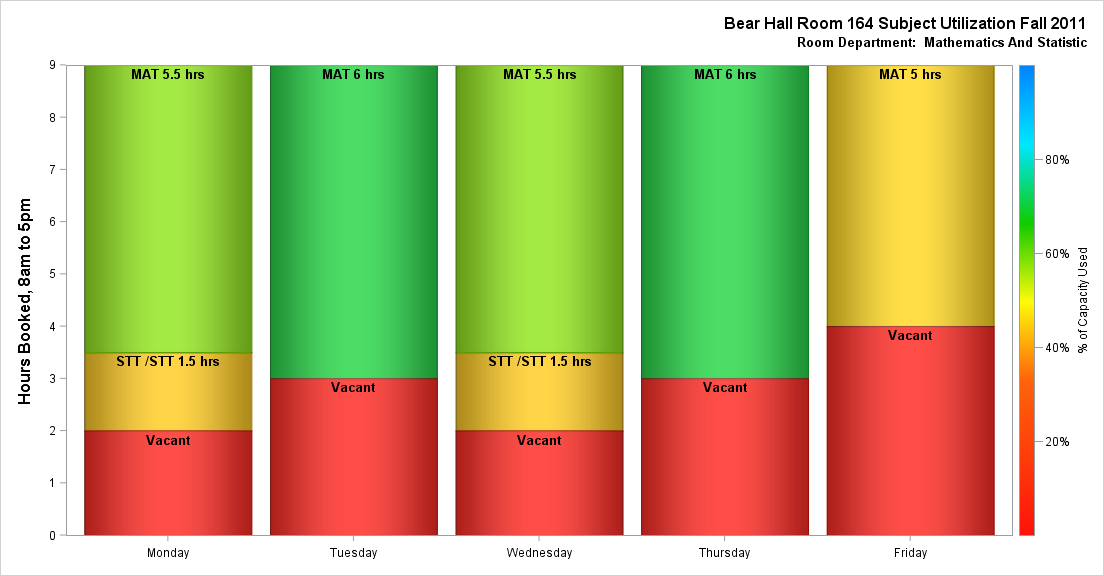 Bear Hall Room 164 Subject Utilization Fall 2011
Room Department: Mathematics And Statistic
Hours Booked, 8am to 5pm
9
8
7
6
5
4
3
2
1
0
MAT 5.5 hrs
STT /STT 1.5 hrs
Vacant
MAT 6 hrs
Vacant
MAT 5.5 hrs
STT /STT 1.5 hrs
Vacant
MAT 6 hrs
Vacant
MAT 5 hrs
Vacant
Monday
Tuesday
Wednesday
Thursday
Friday
80%
60%
40%
20%
% of Capacity Used